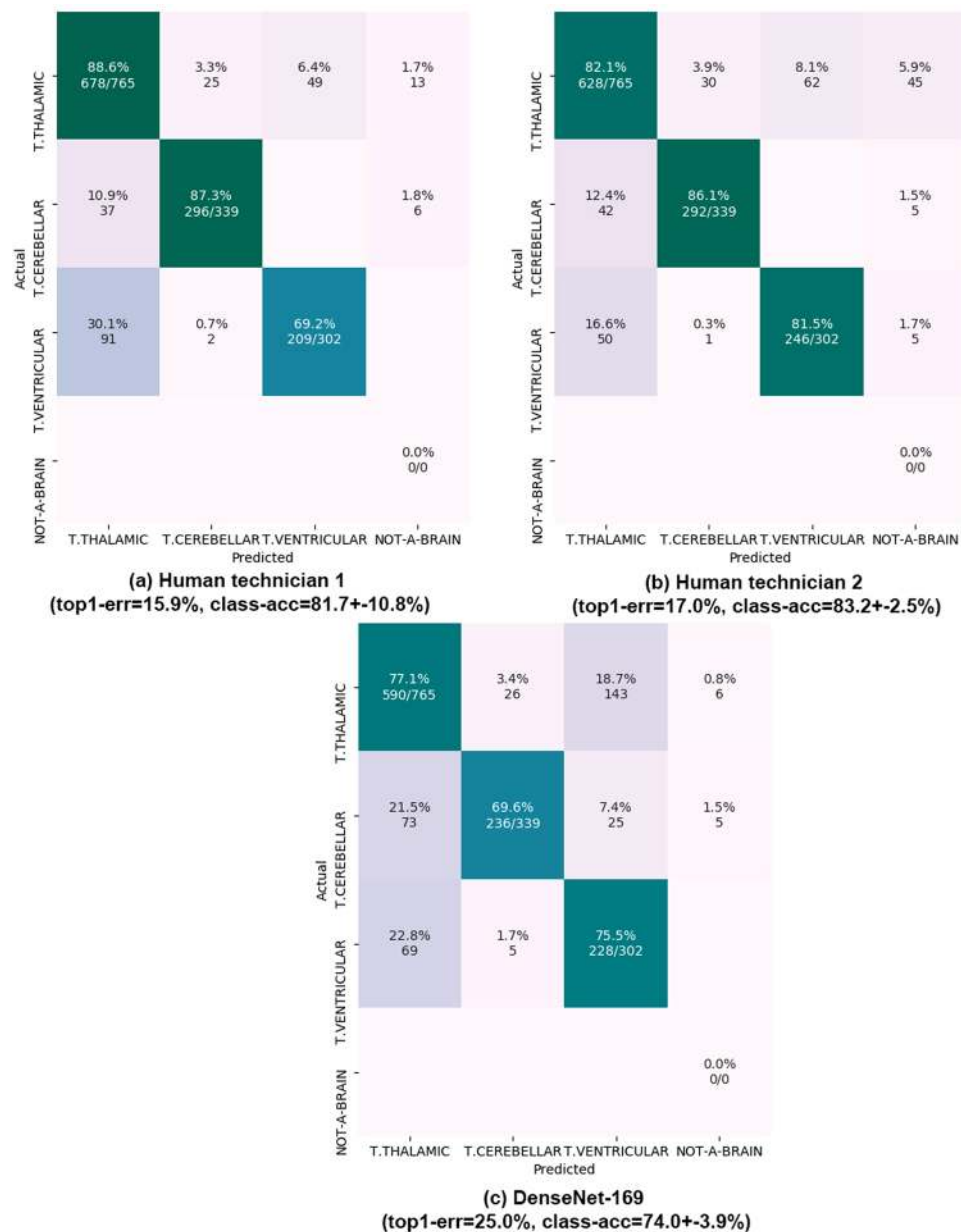 88.6% 3.3% 6.4% 1.7%
678/765 25 49 13
10.9% 87.3% 1.8%
37 296/339 6
30.1% 0.7% 69.2%
91 2 209/302
0.0%
0/0
Actual
T.THALAMIC
T.CEREBELLAR
T.VENTRICULAR
NOT-A-BRAIN
T.THALAMIC T.CEREBELLAR T.VENTRICULAR NOT-A-BRAIN
Predicted
(a) Human technician 1
(top1-err=15.9%, class-acc=81.7+-10.8%)
82.1% 3.9% 8.1% 5.9%
628/765 30 62 45
12.4% 86.1% 1.5%
42 292/339 5
16.6% 0.3% 81.5% 1.7%
50 1 246/302 5
0.0%
0/0
Actual
T.THALAMIC
T.CEREBELLAR
T.VENTRICULAR
NOT-A-BRAIN
T.THALAMIC T.CEREBELLAR T.VENTRICULAR NOT-A-BRAIN
Predicted
(b) Human technician 2
(top1-err=17.0%, class-acc=83.2+-2.5%)
77.1% 3.4% 18.7% 0.8%
590/765 26 143 6
21.5% 69.6% 7.4% 1.5%
73 236/339 25 5
22.8% 1.7% 75.5%
69 5 228/302
0.0%
0/0
Actual
T.THALAMIC
T.CEREBELLAR
T.VENTRICULAR
NOT-A-BRAIN
T.THALAMIC T.CEREBELLAR T.VENTRICULAR NOT-A-BRAIN
Predicted
(c) DenseNet-169
(top1-err=25.0%, class-acc=74.0+-3.9%)